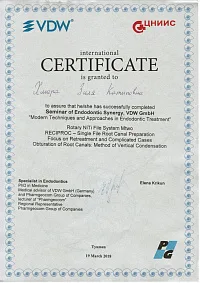 VDW®
ЦНИИС
international
CERTIFICATE
is granted to
to assure that he/she has successfully completed
Seminar of Endodontic Synergy, VDW GmbH
"Modern Techniques and Approaches in Endodontic Treatment"
Rotary NiTi File System Mtwo
RECIPROC – Single File Root Canal Preparation
Focus on Retreatment and Complicated Cases
Obturation of Root Canals: Method of Vertical Condensation
Specialist in Endodontics
PhD in Medicine
Medical advisor of VDW GmbH (Germany)
and Pharmgeocom Group of Companies,
lecturer of "Pharmgeocom"
Regional Representative
Pharmgeocom Group of Companies
Elena Krikun
19 March 2018